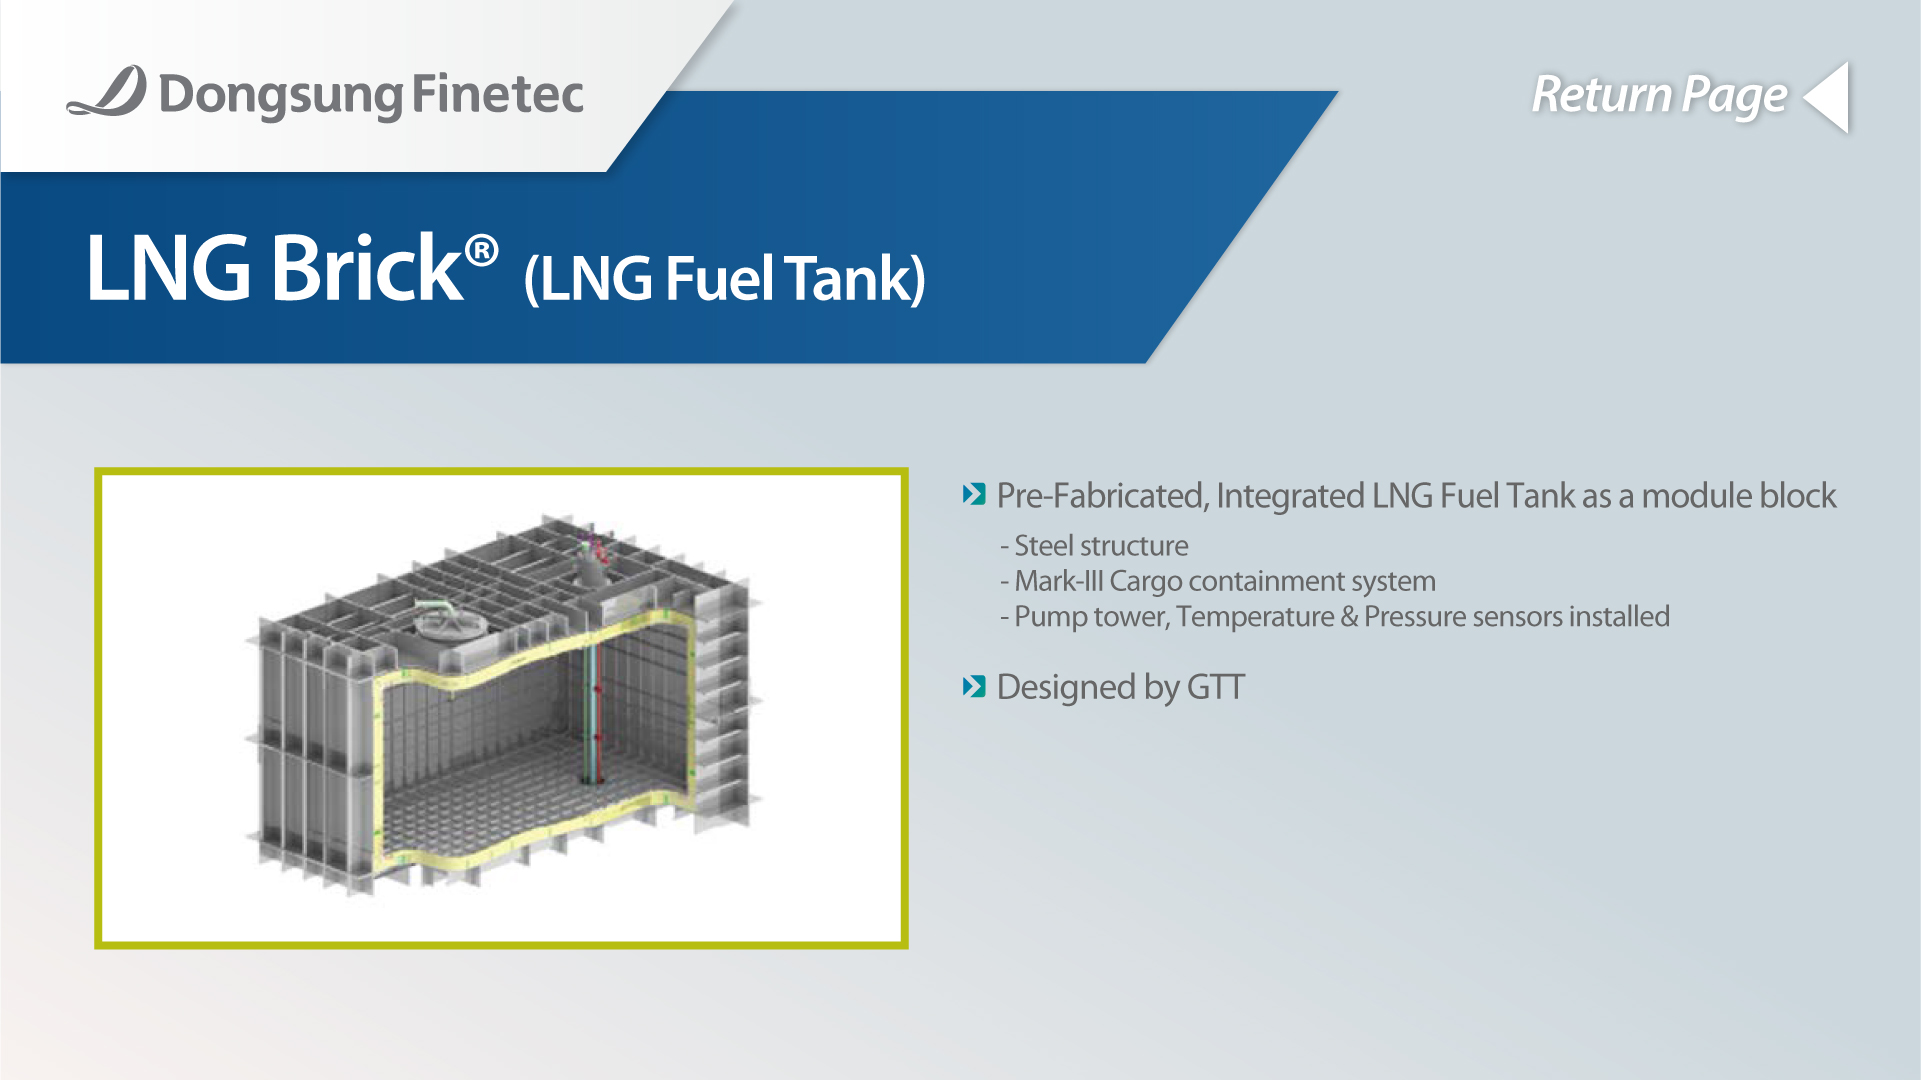 Dongsung Finetec
Return Page
LNG Brick® (LNG Fuel Tank)
Pre-Fabricated, Integrated LNG Fuel Tank as a module block
- Steel structure
- Mark-III Cargo containment system
- Pump tower, Temperature & Pressure sensors installed
Designed by GTT